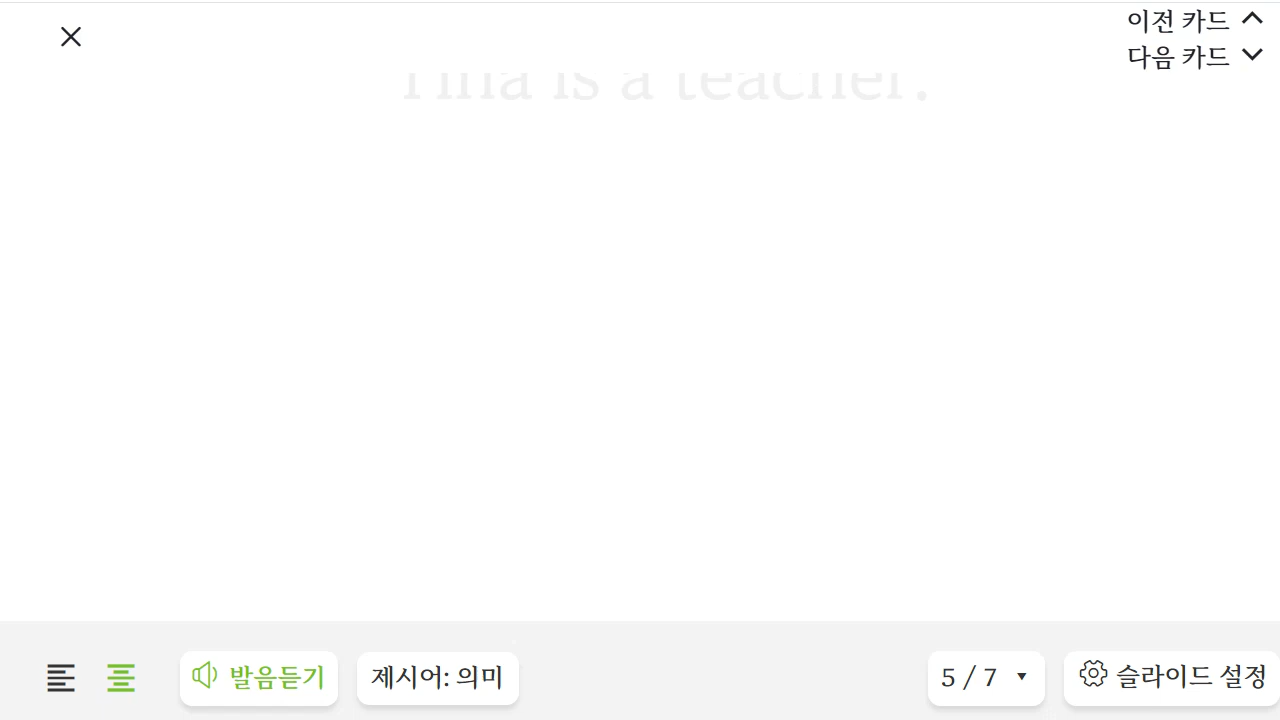 이전 카드
다음 카드
Tina is a teacher.
발음듣기
제시어: 의미
5 / 7
슬라이드 설정